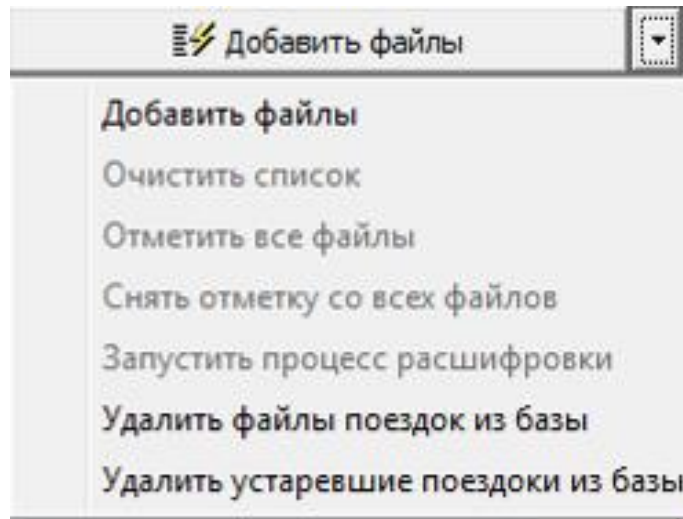 Добавить файлы
Добавить файлы
Очистить список
Отметить все файлы
Снять отметку со всех файлов
Запустить процесс расшифровки
Удалить файлы поездок из базы
Удалить устаревшие поездоки из базы